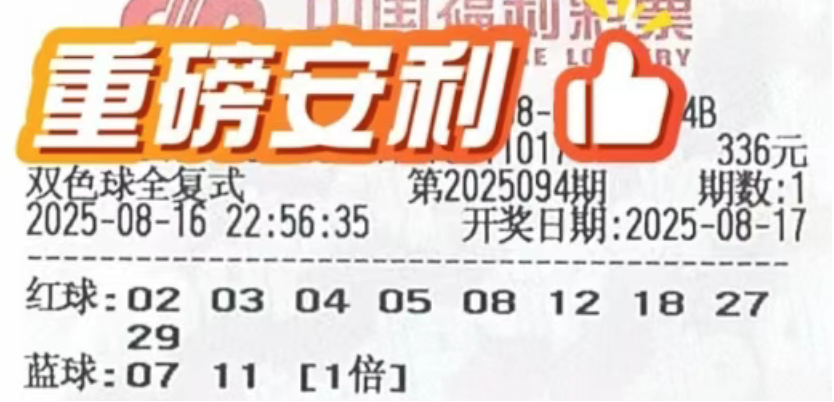 中国福利彩票
重磅安利
4B
336元
双色球全复式 第2025094期 期数:1
2025-08-16 22:56:35 开奖日期:2025-08-17
红球:02 03 04 05 08 12 18 27
29
蓝球:07 11 [1倍]